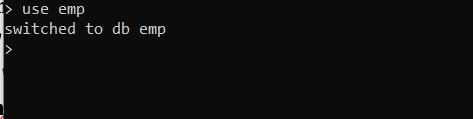 > use emp
switched to db emp
>